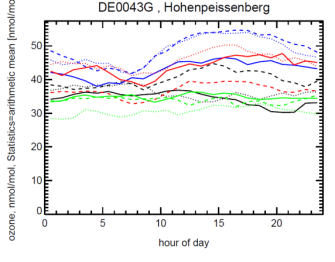 DE0043G , Hohenpeissenberg
ozone, nmol/mol. Statistics=arithmetic mean [nmol/mo
50
40
30
20
10
0
0 5 10 15 20
hour of day